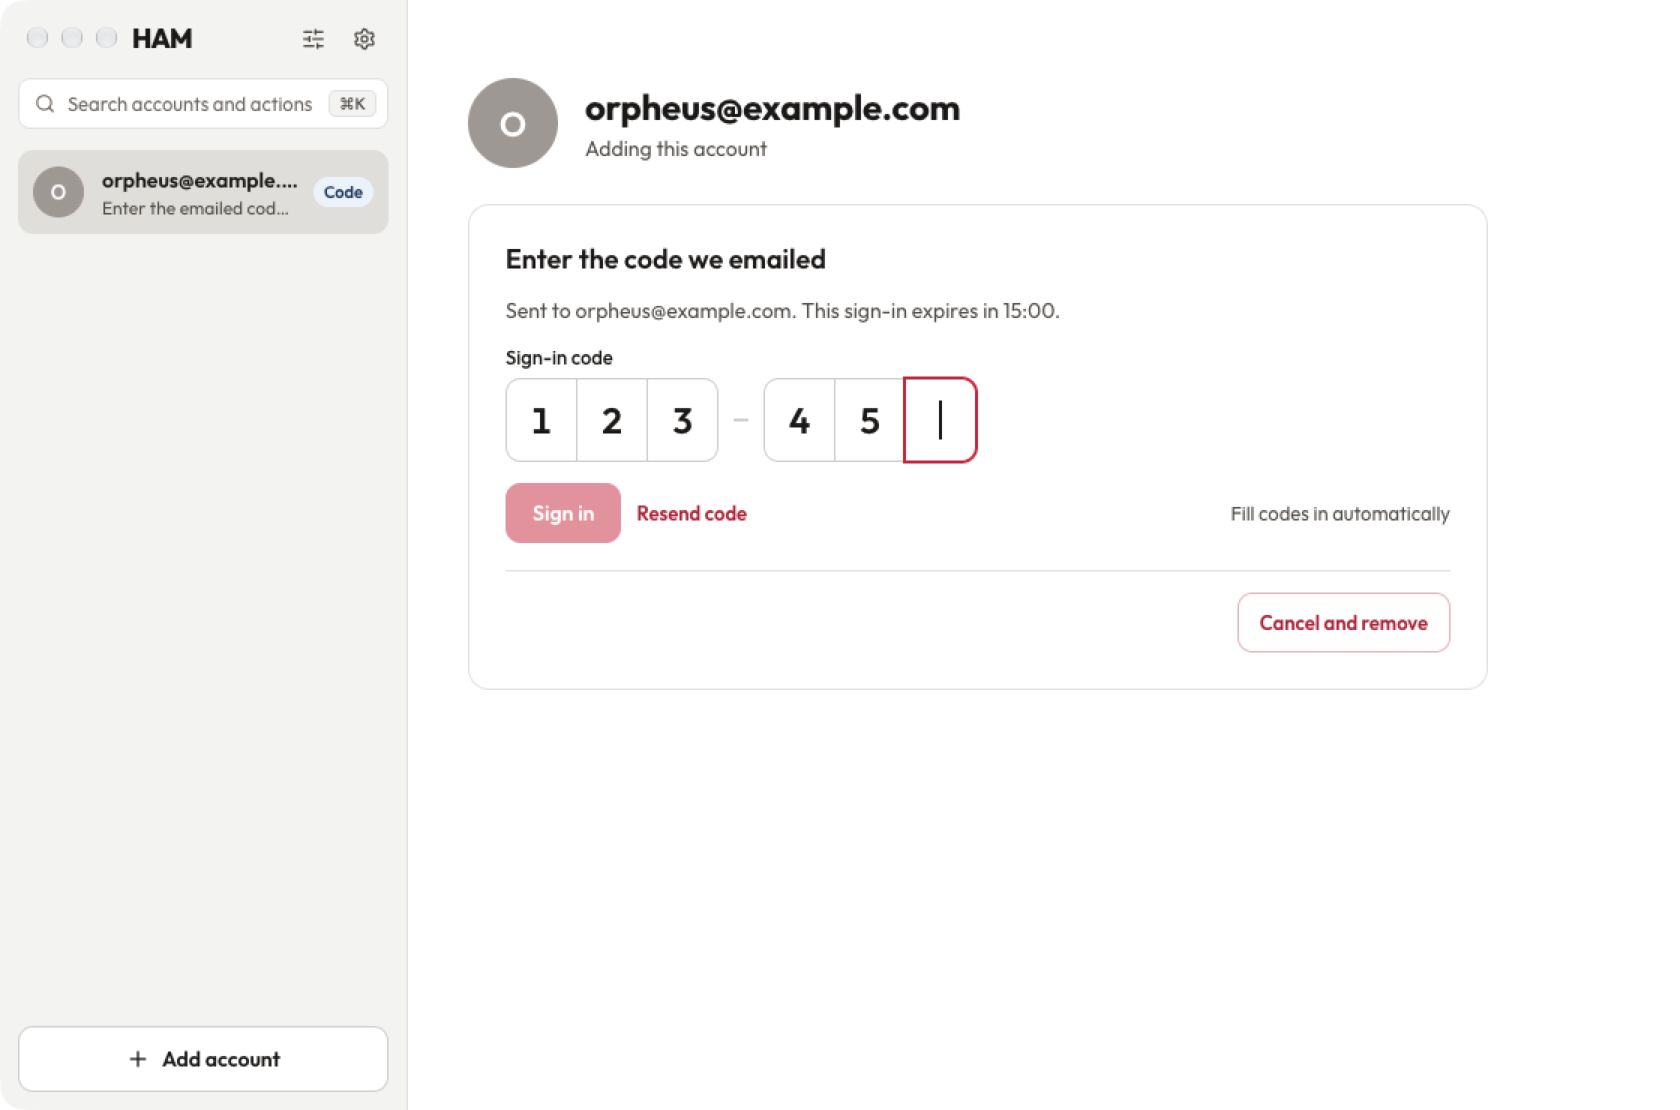 HAM
Search accounts and actions ⌘K
O
orpheus@example....
Enter the emailed cod...
Code
+ Add account
O
orpheus@example.com
Adding this account
Enter the code we emailed
Sent to orpheus@example.com. This sign-in expires in 15:00.
Sign-in code
1 2 3 – 4 5
Sign in Resend code Fill codes in automatically
Cancel and remove